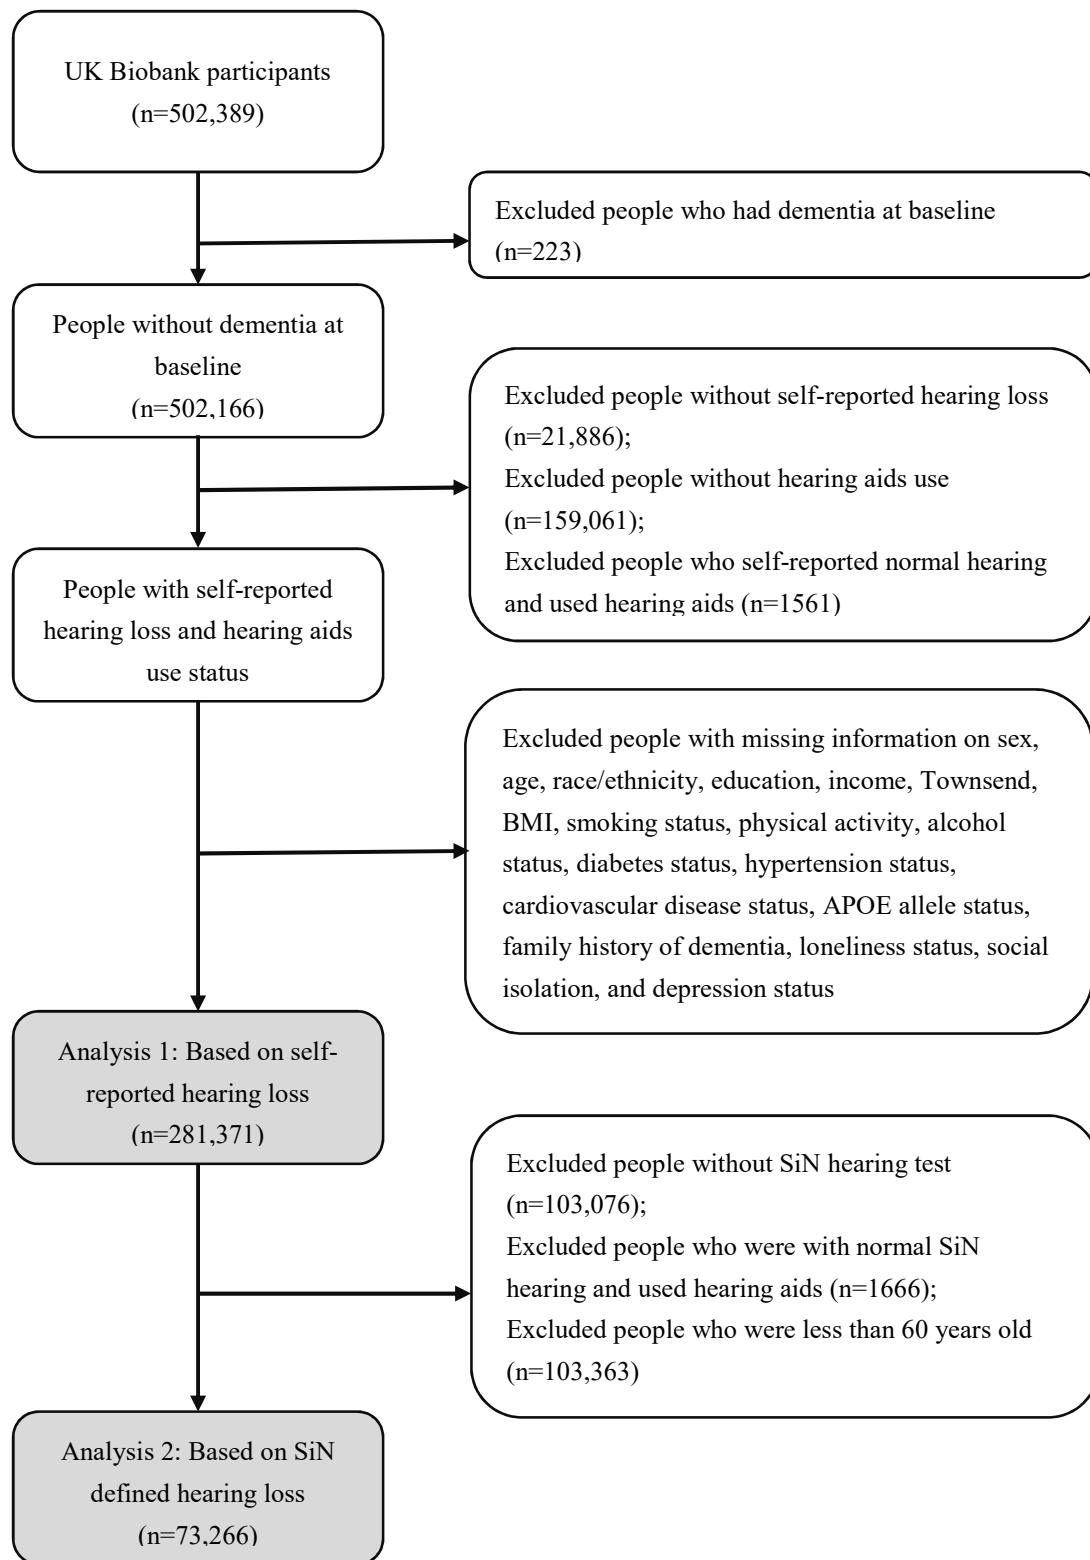 UK Biobank participants
(n=502,389)
Excluded people who had dementia at baseline
(n=223)
People without dementia at
baseline
(n=502,166)
Excluded people without self-reported hearing loss
(n=21,886);
Excluded people without hearing aids use
(n=159,061);
Excluded people who self-reported normal hearing
and used hearing aids (n=1561)
People with self-reported
hearing loss and hearing aids
use status
Excluded people with missing information on sex,
age, race/ethnicity, education, income, Townsend,
BMI, smoking status, physical activity, alcohol
status, diabetes status, hypertension status,
cardiovascular disease status, APOE allele status,
family history of dementia, loneliness status, social
isolation, and depression status
Analysis 1: Based on self-
reported hearing loss
(n=281,371)
Excluded people without SiN hearing test
(n=103,076);
Excluded people who were with normal SiN
hearing and used hearing aids (n=1666);
Excluded people who were less than 60 years old
(n=103,363)
Analysis 2: Based on SiN
defined hearing loss
(n=73,266)